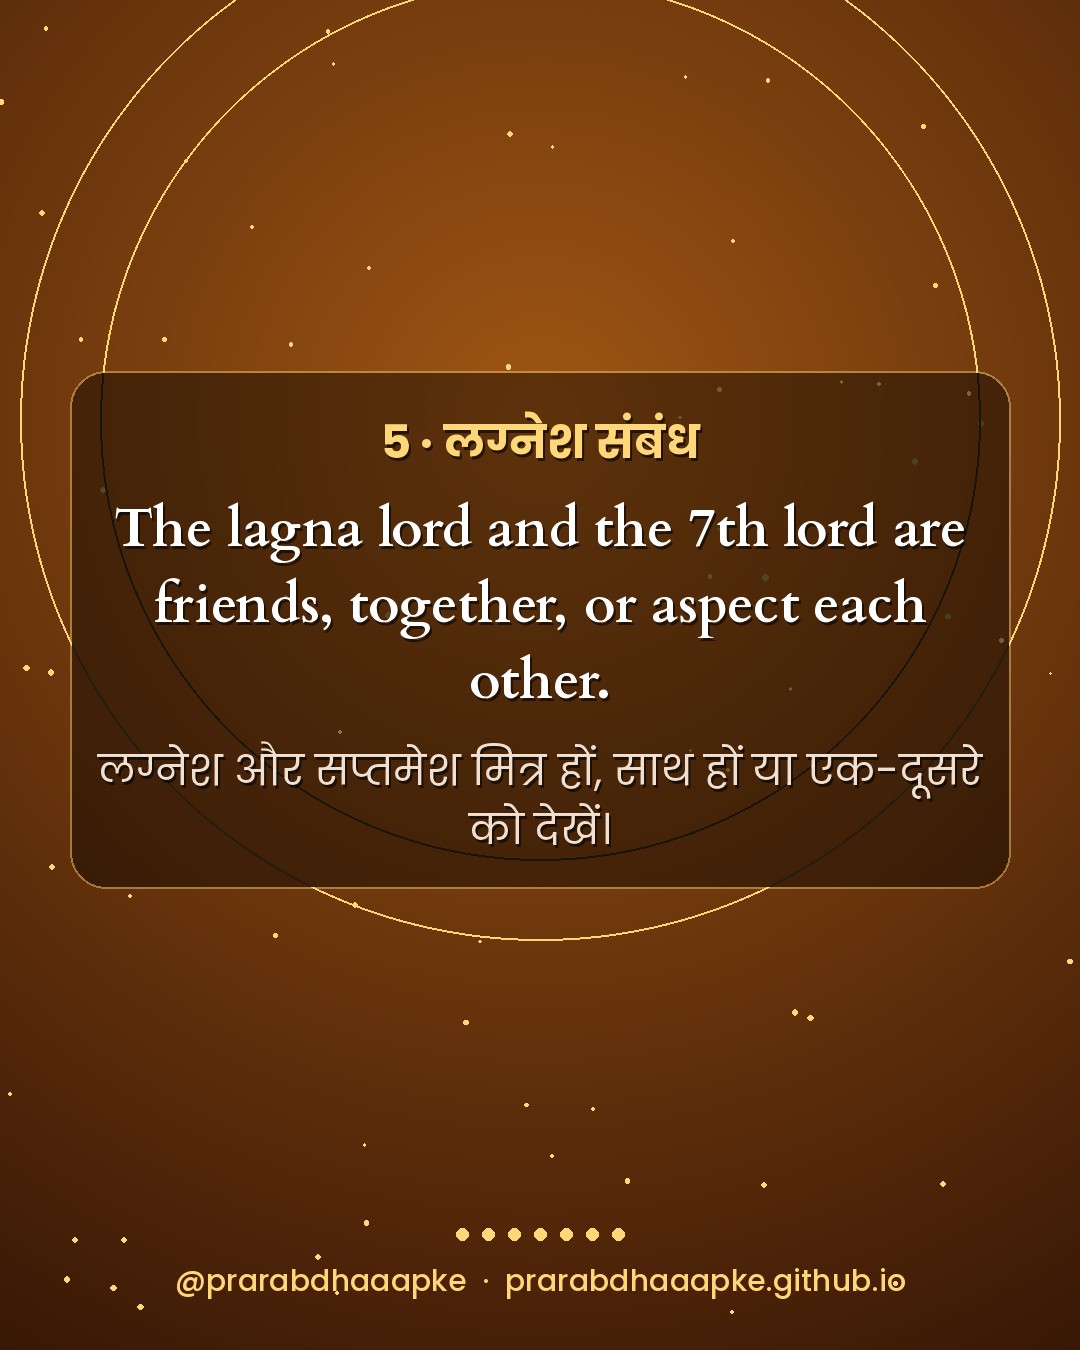 5 · लग्नेश संबंध
The lagna lord and the 7th lord are
friends, together, or aspect each
other.
लग्नेश और सप्तमेश मित्र हों, साथ हों या एक-दूसरे
को देखें।
@prarabdhaaapke · prarabdhaaapke.github.io